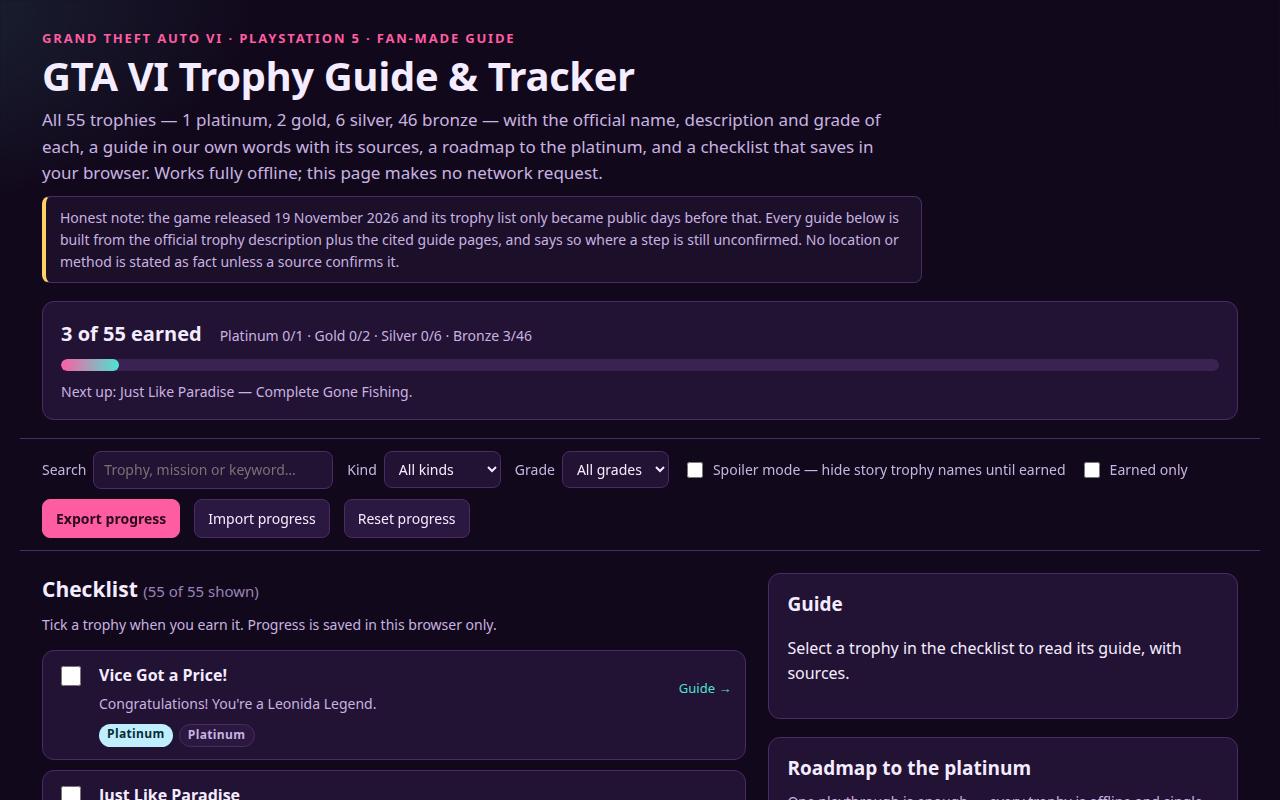 GRAND THEFT AUTO VI · PLAYSTATION 5 · FAN-MADE GUIDE
GTA VI Trophy Guide & Tracker
All 55 trophies — 1 platinum, 2 gold, 6 silver, 46 bronze — with the official name, description and grade of
each, a guide in our own words with its sources, a roadmap to the platinum, and a checklist that saves in
your browser. Works fully offline; this page makes no network request.
Honest note: the game released 19 November 2026 and its trophy list only became public days before that. Every guide below is
built from the official trophy description plus the cited guide pages, and says so where a step is still unconfirmed. No location or
method is stated as fact unless a source confirms it.
3 of 55 earned Platinum 0/1 · Gold 0/2 · Silver 0/6 · Bronze 3/46
Next up: Just Like Paradise — Complete Gone Fishing.
Search Trophy, mission or keyword... Kind All kinds Grade All grades Spoiler mode — hide story trophy names until earned Earned only
Export progress Import progress Reset progress
Checklist (55 of 55 shown)
Tick a trophy when you earn it. Progress is saved in this browser only.
Vice Got a Price!
Congratulations! You're a Leonida Legend.
Guide →
Platinum Platinum
Just Like Paradise
Guide
Select a trophy in the checklist to read its guide, with
sources.
Roadmap to the platinum
One playthrough is enough — every trophy is offline and single